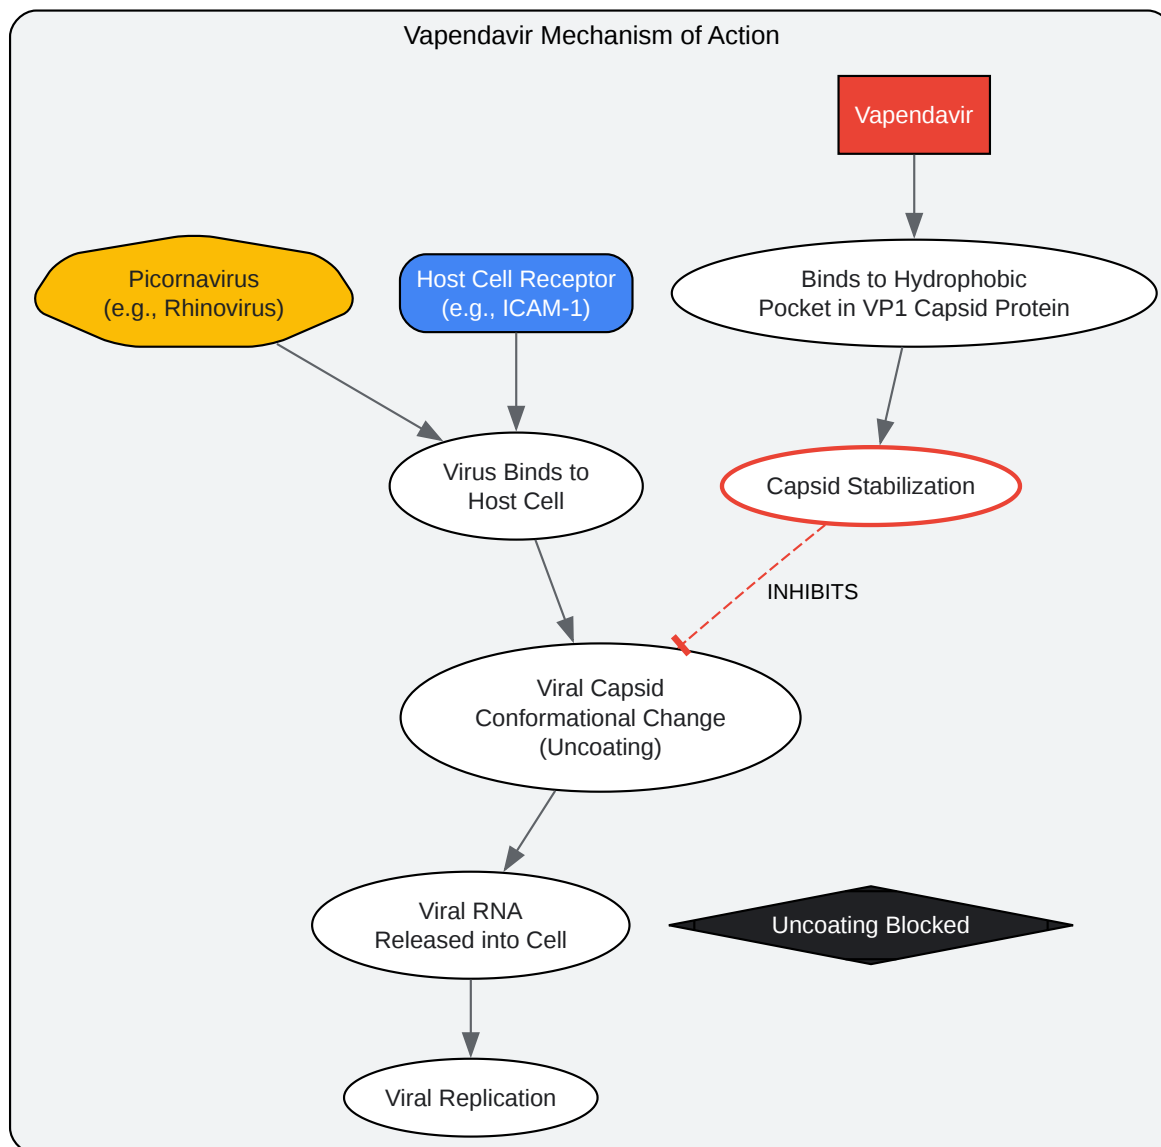 Vapendavir Mechanism of Action
Vapendavir
Picornavirus
(e.g., Rhinovirus)
Host Cell Receptor
(e.g., ICAM-1)
Binds to Hydrophobic
Pocket in VP1 Capsid Protein
Virus Binds to
Host Cell
Capsid Stabilization
INHIBITS
Viral Capsid
Conformational Change
(Uncoating)
Viral RNA
Released into Cell
Uncoating Blocked
Viral Replication